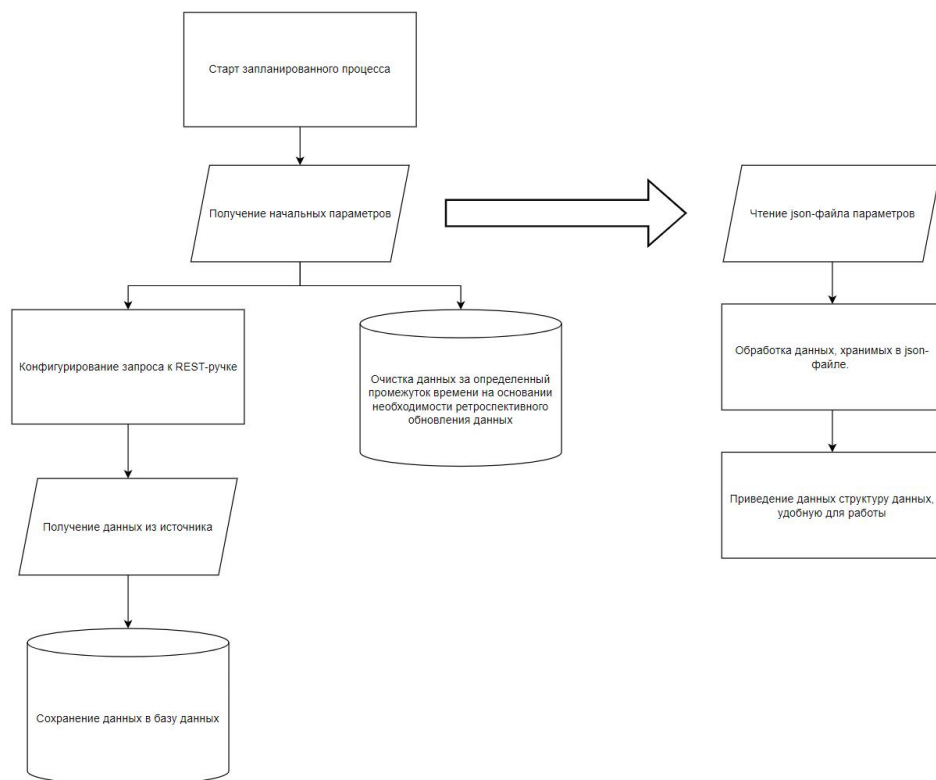 Старт запланированного процесса
Получение начальных параметров
Чтение json-файла параметров
Конфигурирование запроса к REST-ручке
Очистка данных за определенный
промежуток времени на основании
необходимости ретроспективного
обновления данных
Обработка данных, хранимых в json-
файле.
Получение данных из источника
Приведение данных структуру данных,
удобную для работы
Сохранение данных в базу данных